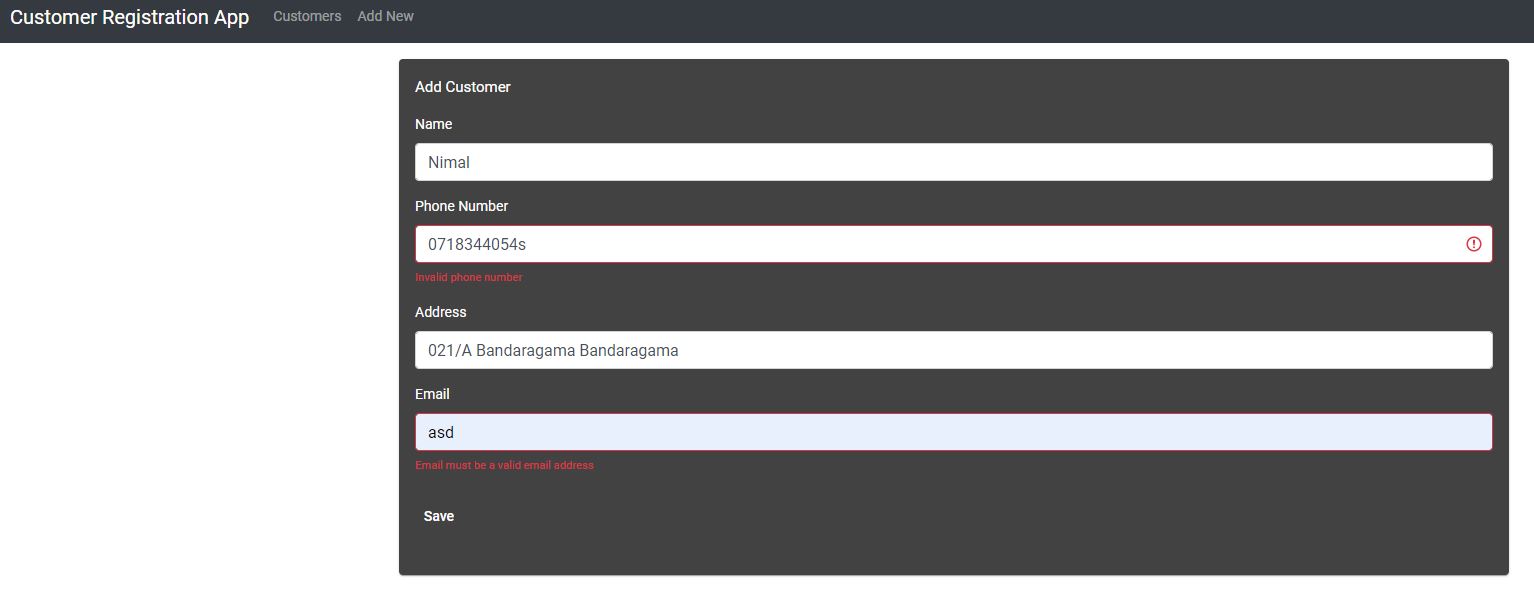 Customer Registration App Customers Add New
Add Customer
Name
Nimal
Phone Number
0718344054s
Invalid phone number
Address
021/A Bandaragama Bandaragama
Email
asd
Email must be a valid email address
Save